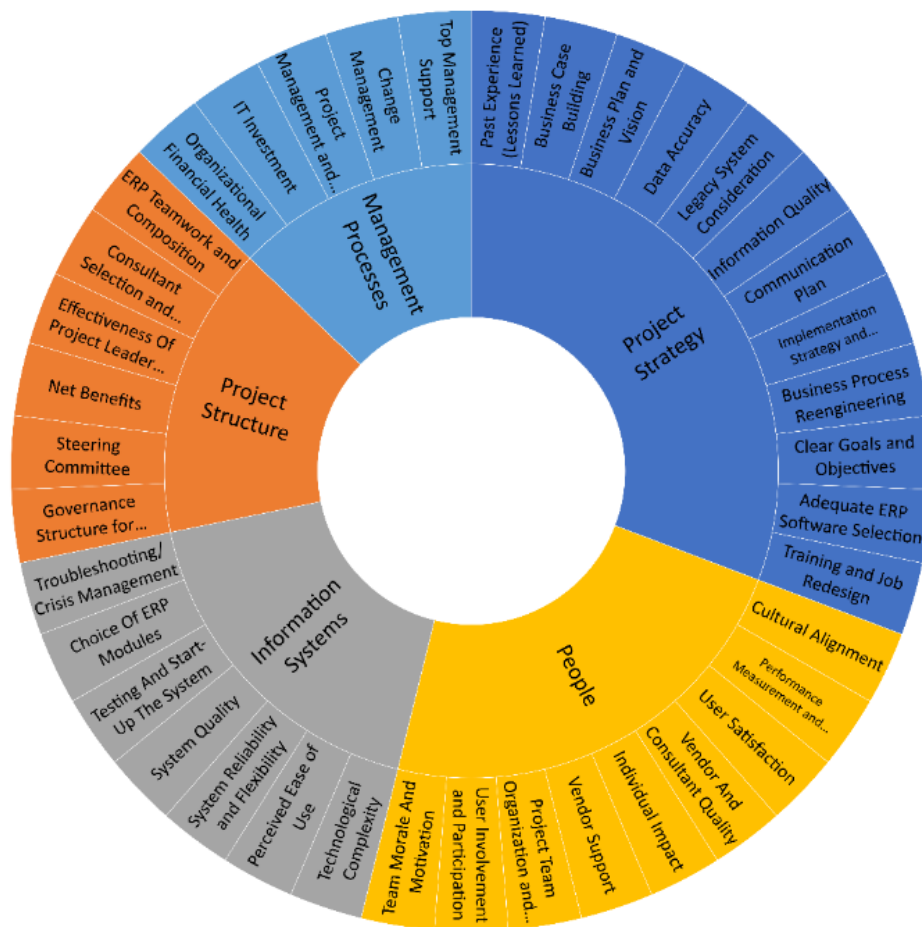 Project
Strategy
Past Experience
(Lessons Learned)
Business Case
Building
Business Plan and
Vision
Data Accuracy
Legacy System
Consideration
Information Quality
Communication
Plan
Implementation
Strategy and...
Business Process
Reengineering
Clear Goals and
Objectives
Adequate ERP
Software Selection
Training and Job
Redesign
People
Cultural Alignment
Performance
Measurement and...
User Satisfaction
Vendor And
Consultant Quality
Individual Impact
Vendor Support
Project Team
Organization and...
User Involvement
and Participation
Team Morale And
Motivation
Information
Systems
Technological
Complexity
Perceived Ease of
Use
System Reliability
and Flexibility
System Quality
Testing And Start-
Up The System
Choice Of ERP
Modules
Troubleshooting/
Crisis Management
Project
Structure
Governance
Structure for...
Steering
Committee
Net Benefits
Effectiveness Of
Project Leader...
Consultant
Selection and...
ERP Teamwork and
Composition
Management
Processes
Organizational
Financial Health
IT Investment
Project
Management and...
Change
Management
Top Management
Support